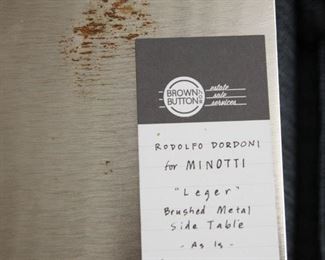 BROWN
BUTTON
estate
sale
services
RODOLFO DORDONI
for MINOTTI
"Leger"
Brushed Metal
Side Table
- As Is -